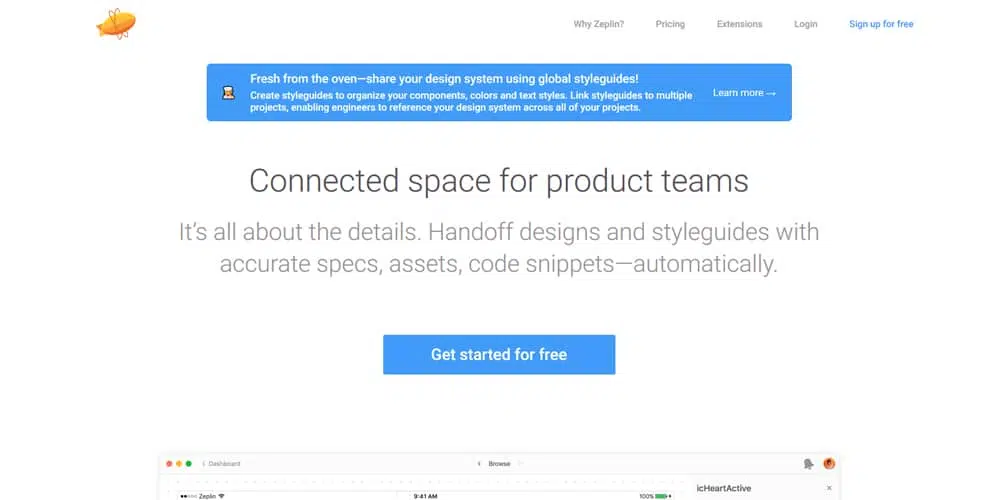 Why Zeplin? Pricing Extensions Login Sign up for free
Fresh from the oven—share your design system using global styleguides!
Create styleguides to organize your components, colors and text styles. Link styleguides to multiple
projects, enabling engineers to reference your design system across all of your projects.
Learn more →
Connected space for product teams
It's all about the details. Handoff designs and styleguides with
accurate specs, assets, code snippets—automatically.
Get started for free
Dashboard
Browse
Zeplin 9:41 AM 100%
icHeartActive